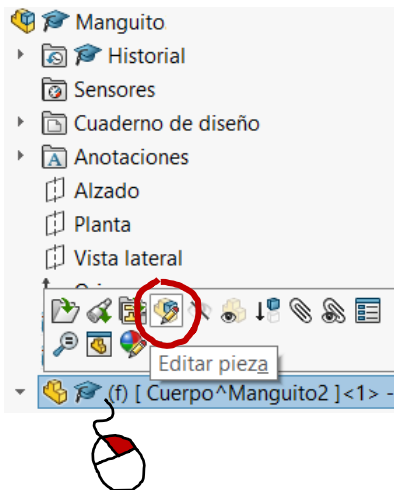 Manguito
Historial
Sensores
Cuaderno de diseño
Anotaciones
Alzado
Planta
Vista lateral
Editar pieza
(f) [ Cuerpo^Manguito2 ]<1> -